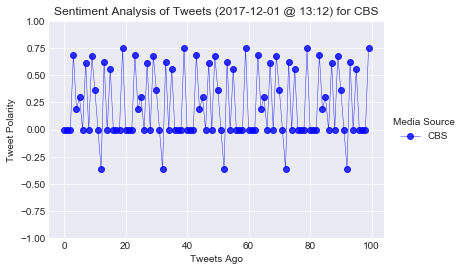 Sentiment Analysis of Tweets (2017-12-01 @ 13:12) for CBS
1.00
0.75
0.50
0.25
0.00
−0.25
−0.50
−0.75
−1.00
Tweet Polarity
0 20 40 60 80 100
Tweets Ago
Media Source
CBS